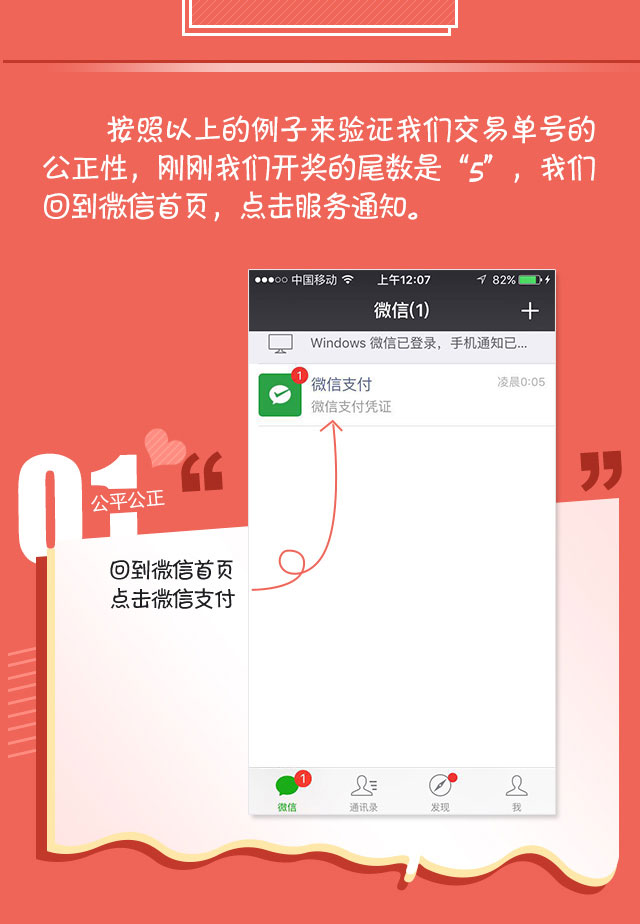 按照以上的例子来验证我们交易单号的
公正性，刚刚我们开奖的尾数是“5”，我们
回到微信首页，点击服务通知。
中国移动 上午12:07 82%
微信(1)
Windows 微信已登录，手机通知已...
1
微信支付 凌晨0:05
微信支付凭证
01
公平公正
“ ”
回到微信首页
点击微信支付
1
微信 通讯录 发现 我